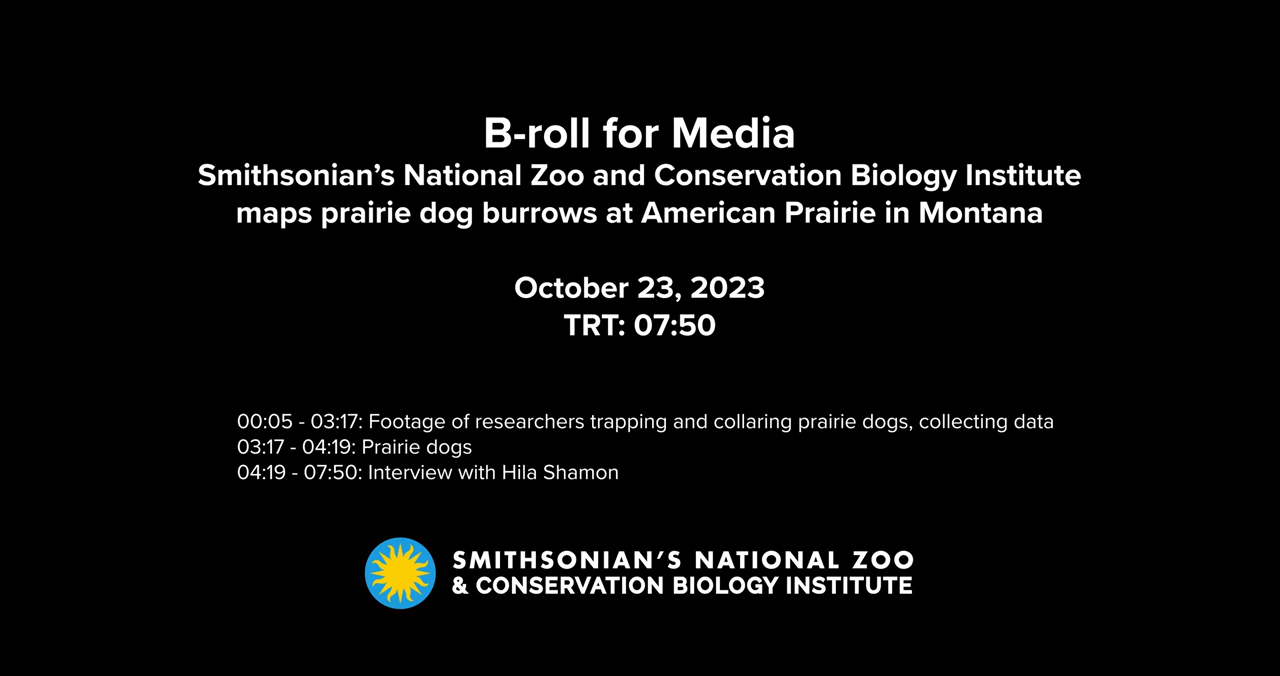 B-roll for Media
Smithsonian’s National Zoo and Conservation Biology Institute
maps prairie dog burrows at American Prairie in Montana
October 23, 2023
TRT: 07:50
00:05 - 03:17: Footage of researchers trapping and collaring prairie dogs, collecting data
03:17 - 04:19: Prairie dogs
04:19 - 07:50: Interview with Hila Shamon
SMITHSONIAN’S NATIONAL ZOO
& CONSERVATION BIOLOGY INSTITUTE